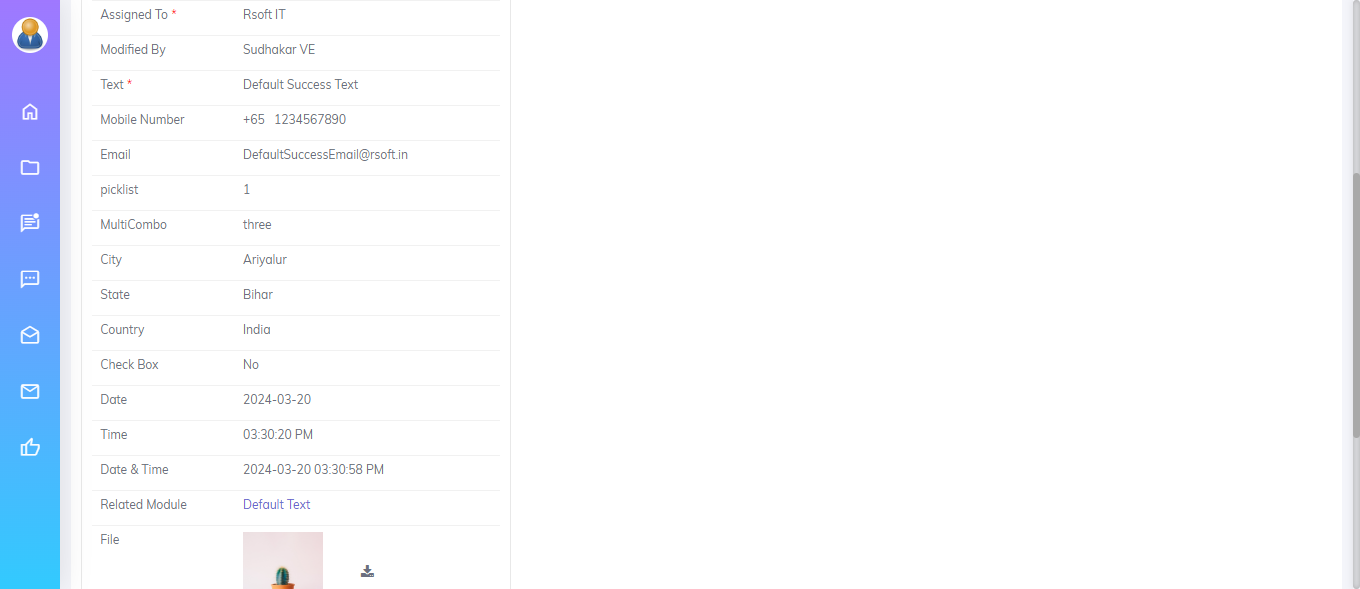 Assigned To * Rsoft IT
Modified By Sudhakar VE
Text * Default Success Text
Mobile Number +65 1234567890
Email DefaultSuccessEmail@rsoft.in
picklist 1
MultiCombo three
City Ariyalur
State Bihar
Country India
Check Box No
Date 2024-03-20
Time 03:30:20 PM
Date & Time 2024-03-20 03:30:58 PM
Related Module Default Text
File